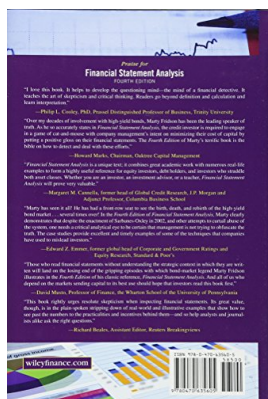 Praise for
Financial Statement Analysis
FOURTH EDITION
"I love this book. It helps to develop the questioning mind—the mind of a financial detective. It
teaches the art of skepticism and critical thinking. Readers go beyond definition and calculation and
learn interpretation."
—Philip L. Cooley, PhD, Prassel Distinguished Professor of Business, Trinity University
"Over my decades of involvement with high-yield bonds, Marty Fridson has been the leading speaker of
truth. As he so accurately states in Financial Statement Analysis, the credit investor is required to engage
in a game of cat-and-mouse with company management's intent on minimizing their cost of capital by
putting a positive gloss on their financial statements. The Fourth Edition of Marty's terrific book is the
bible on how to detect and deal with these efforts."
—Howard Marks, Chairman, Oaktree Capital Management
"Financial Statement Analysis is a unique text; it combines great academic work with numerous real-life
examples to form a highly useful reference for equity investors, debt holders, and investors who straddle
both asset classes. Whether you are an investor, an investment advisor, or a teacher, Financial Statement
Analysis will prove very valuable."
—Margaret M. Cannella, former head of Global Credit Research, J.P. Morgan and
Adjunct Professor, Columbia Business School
"Marty has seen it all! He has had a front-row seat to see the birth, death, and rebirth of the high-yield
bond market . . . several times over! In the Fourth Edition of Financial Statement Analysis, Marty clearly
demonstrates that despite the enactment of Sarbanes-Oxley in 2002, and other attempts to curtail abuse of
the system, one needs a critical analytical eye to be certain that management is not trying to obfuscate the
truth. The case studies provide excellent and timely examples of some of the techniques that companies
have used to mislead investors."
—Edward Z. Emmer, former global head of Corporate and Government Ratings and
Equity Research, Standard & Poor's
"Those who read financial statements without understanding the strategic context in which they are writ-
ten will land on the losing end of the gripping episodes with which bond-market legend Marty Fridson
illustrates in the Fourth Edition of his classic reference, Financial Statement Analysis. And all of us who
depend on the markets sending capital to its best use should hope that investors read this book first."
—David Musto, Professor of Finance, the Wharton School of the University of Pennsylvania
"This book rightly urges resolute skepticism when inspecting financial statements. Its great value,
though, is in the plain-spoken stripping down of real-world and illustrative examples that show how to
see past the numbers to the practicalities and incentives behind them—and so help analysts and journal-
ists alike ask the right questions."
—Richard Beales, Assistant Editor, Reuters Breakingviews
wileyfinance.com
ISBN 978-0-470-63560-5